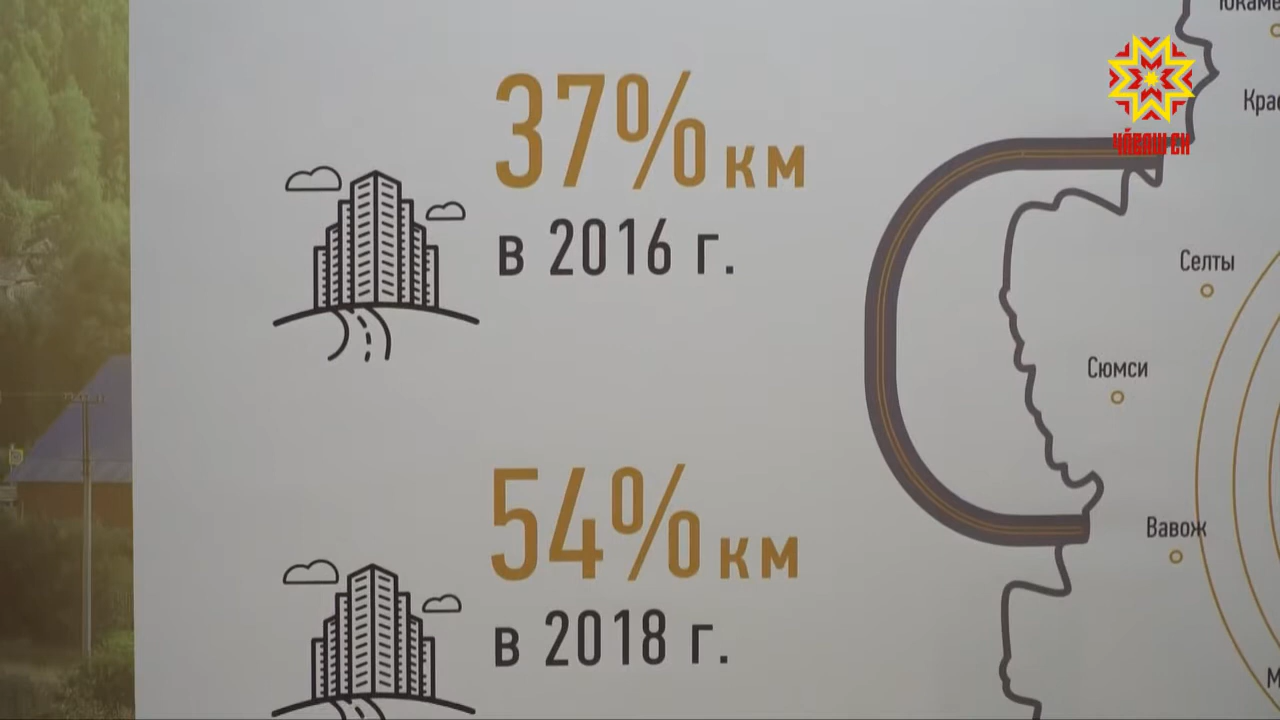 37% км
в 2016 г.
54% км
в 2018 г.
Селты
Сюмси
Вавож
ЧӐВАШ ЕН